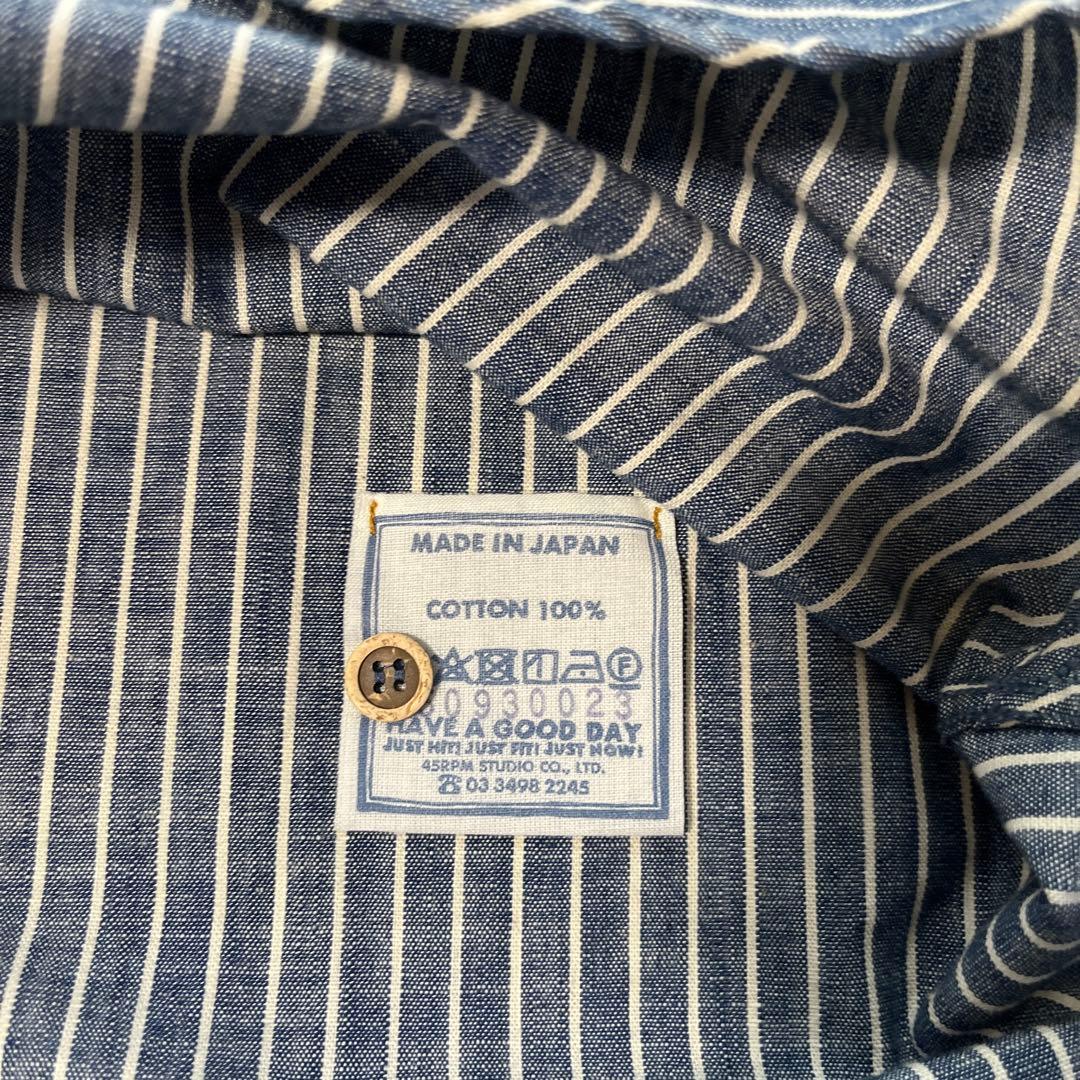 MADE IN JAPAN
COTTON 100%
0930023
HAVE A GOOD DAY
JUST HIT! JUST FIT! JUST NOW!
45RPM STUDIO CO., LTD.
☎ 03 3498 2245